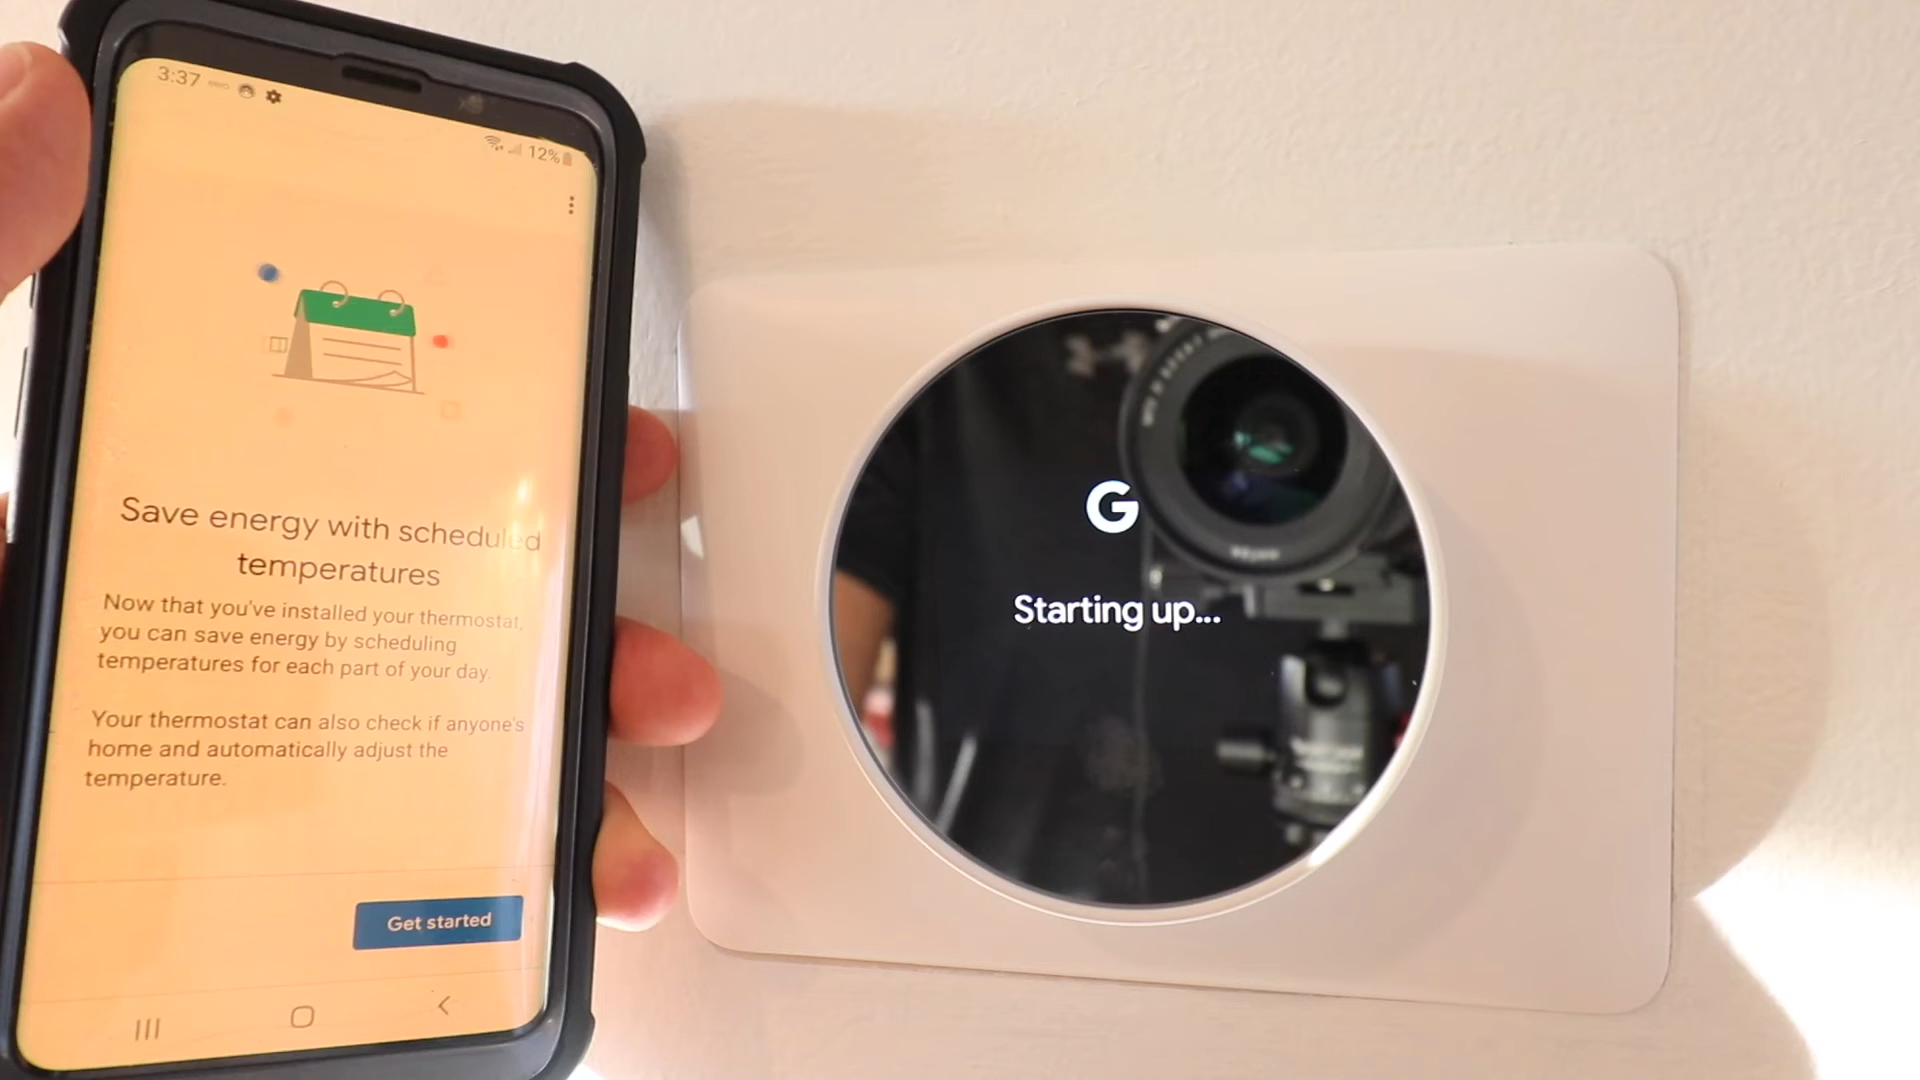 3:37
12%
Save energy with scheduled
temperatures
Now that you've installed your thermostat,
you can save energy by scheduling
temperatures for each part of your day.
Your thermostat can also check if anyone's
home and automatically adjust the
temperature.
Get started
G
Starting up...